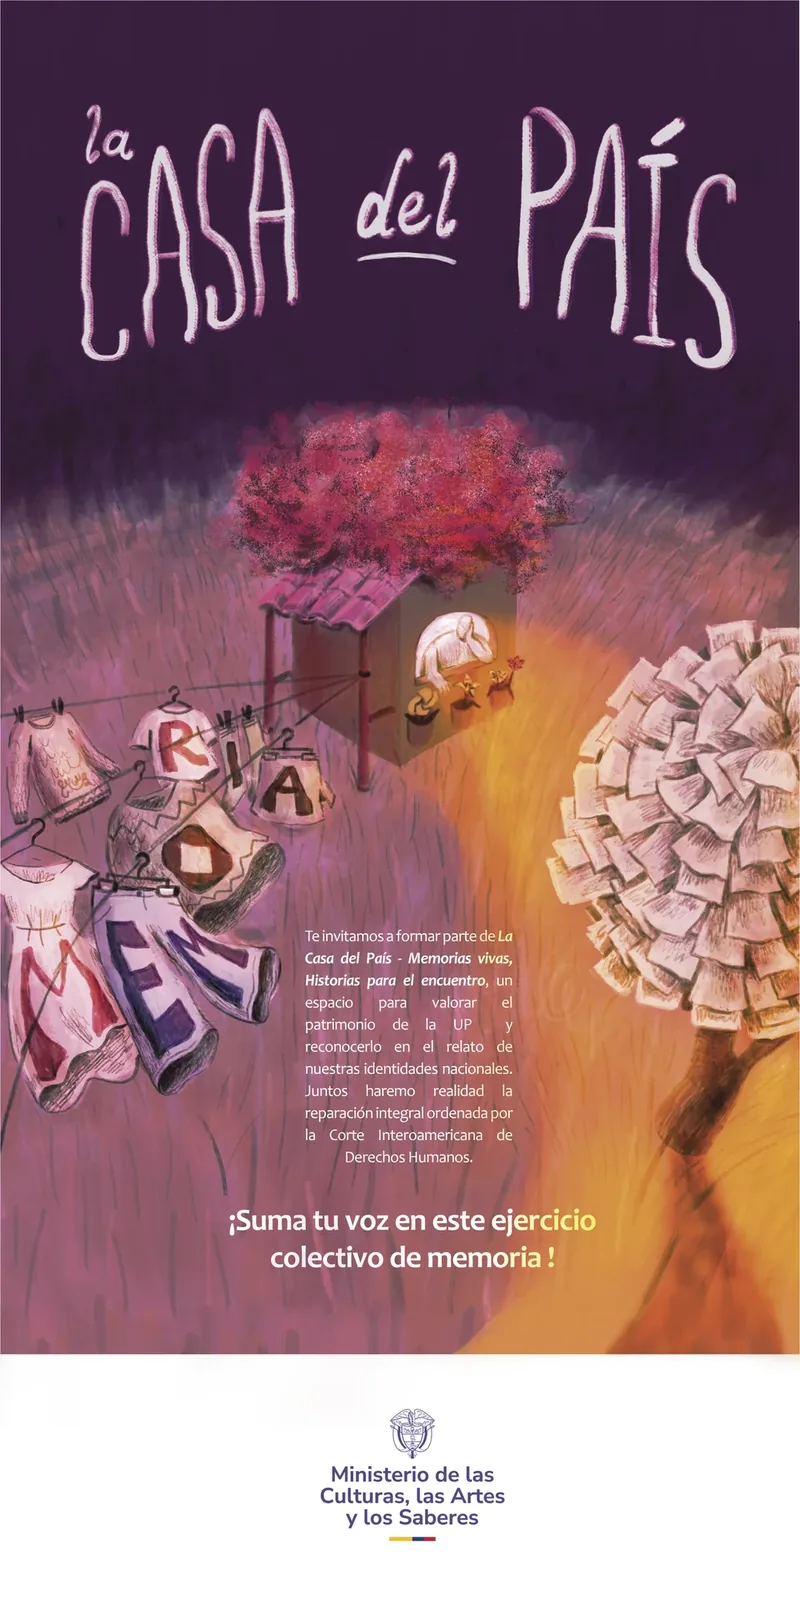 la
CASA del PAÍS
R I A
O
M E M
Te invitamos a formar parte de La
Casa del País - Memorias vivas,
Historias para el encuentro, un
espacio para valorar el
patrimonio de la UP y
reconocerlo en el relato de
nuestras identidades nacionales.
Juntos haremo realidad la
reparación integral ordenada por
la Corte Interoamericana de
Derechos Humanos.
¡Suma tu voz en este ejercicio
colectivo de memoria !
Ministerio de las
Culturas, las Artes
y los Saberes